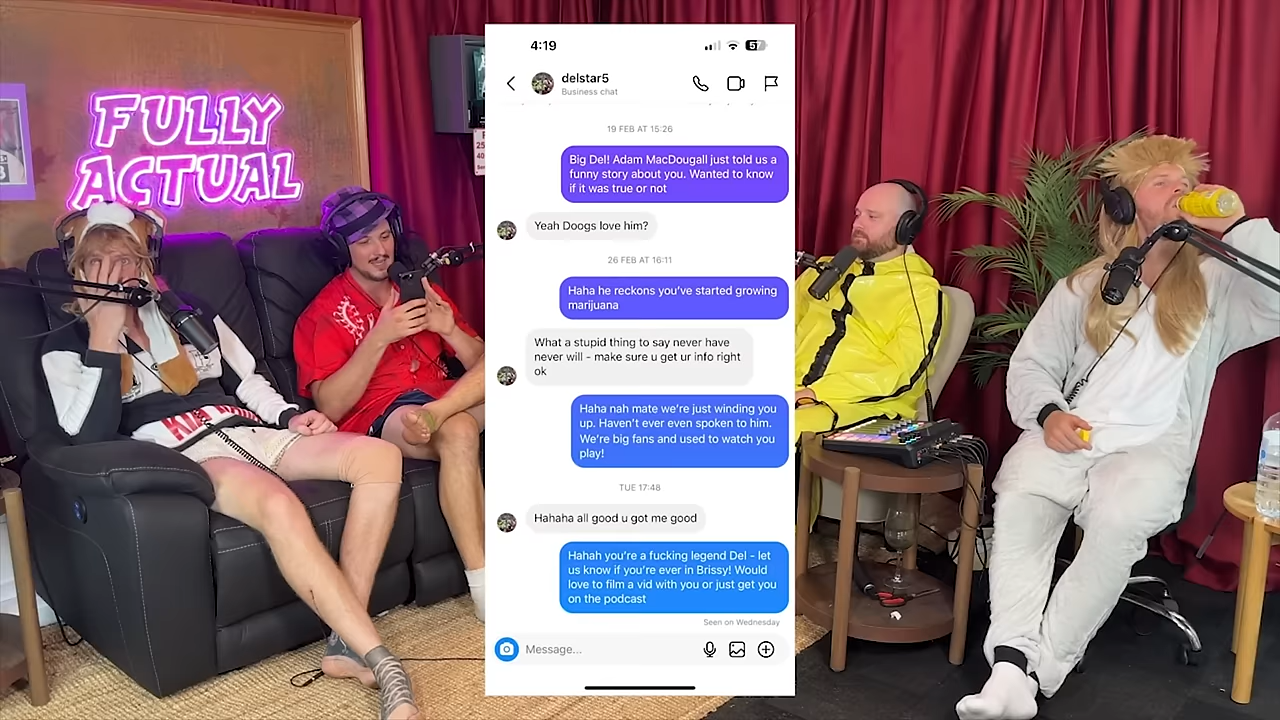 FULLY
ACTUAL
4:19
57
delstar5
Business chat
19 FEB AT 15:26
Big Del! Adam MacDougall just told us a
funny story about you. Wanted to know
if it was true or not
Yeah Doogs love him?
26 FEB AT 16:11
Haha he reckons you've started growing
marijuana
What a stupid thing to say never have
never will - make sure u get ur info right
ok
Haha nah mate we're just winding you
up. Haven't ever even spoken to him.
We're big fans and used to watch you
play!
TUE 17:48
Hahaha all good u got me good
Hahah you're a fucking legend Del - let
us know if you're ever in Brissy! Would
love to film a vid with you or just get you
on the podcast
Seen on Wednesday
Message...